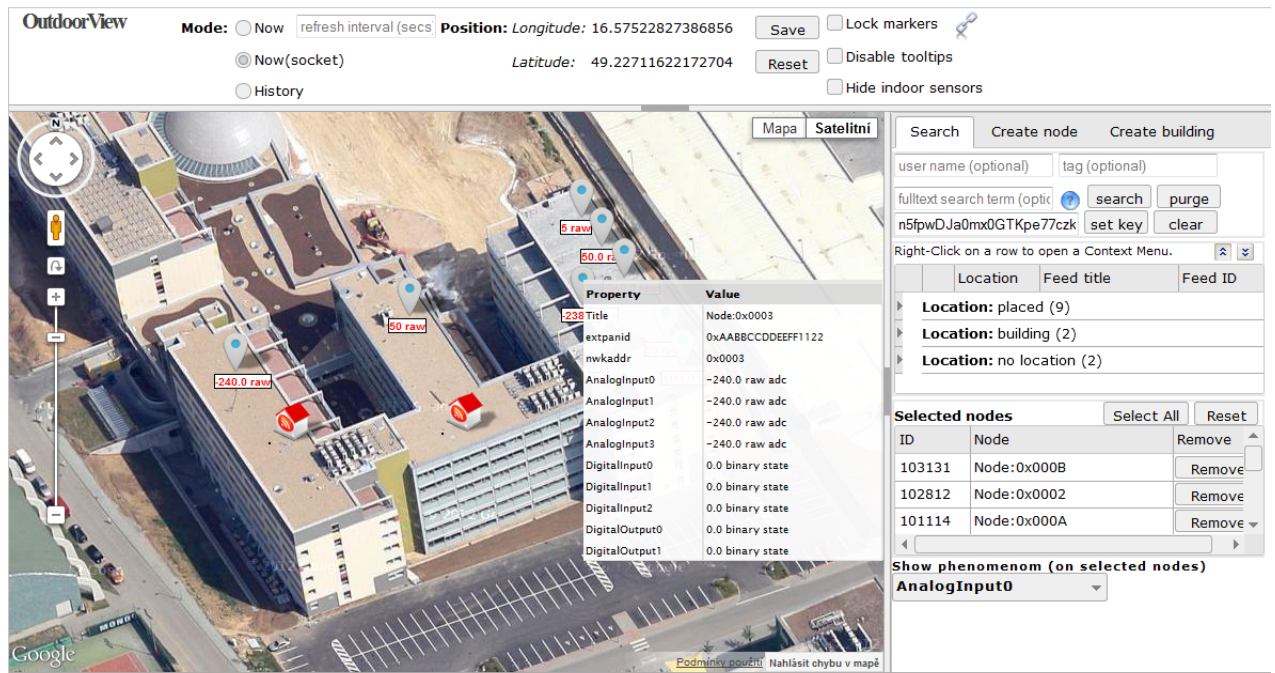 OutdoorView
Mode: Now refresh interval (secs) Position: Longitude: 16.57522827386856 Save Lock markers
Now(socket) Latitude: 49.22711622172704 Reset Disable tooltips
History Hide indoor sensors
N
Mapa Satelitní
5 raw
50.0 ra
-238
50 raw
-240.0 raw
Property Value
Title Node:0x0003
extpanid 0xAABBCCDDEEFF1122
nwkaddr 0x0003
AnalogInput0 -240.0 raw adc
AnalogInput1 -240.0 raw adc
AnalogInput2 -240.0 raw adc
AnalogInput3 -240.0 raw adc
DigitalInput0 0.0 binary state
DigitalInput1 0.0 binary state
DigitalInput2 0.0 binary state
DigitalOutput0 0.0 binary state
DigitalOutput1 0.0 binary state
Google
Podmínky použití Nahlásit chybu v mapě
Search Create node Create building
user name (optional) tag (optional)
fulltext search term (optic ? search purge
n5fpwDJa0mx0GTKpe77czk set key clear
Right-Click on a row to open a Context Menu.
Location Feed title Feed ID
Location: placed (9)
Location: building (2)
Location: no location (2)
Selected nodes Select All Reset
ID Node Remove
103131 Node:0x000B Remove
102812 Node:0x0002 Remove
101114 Node:0x000A Remove
Show phenomenom (on selected nodes)
AnalogInput0